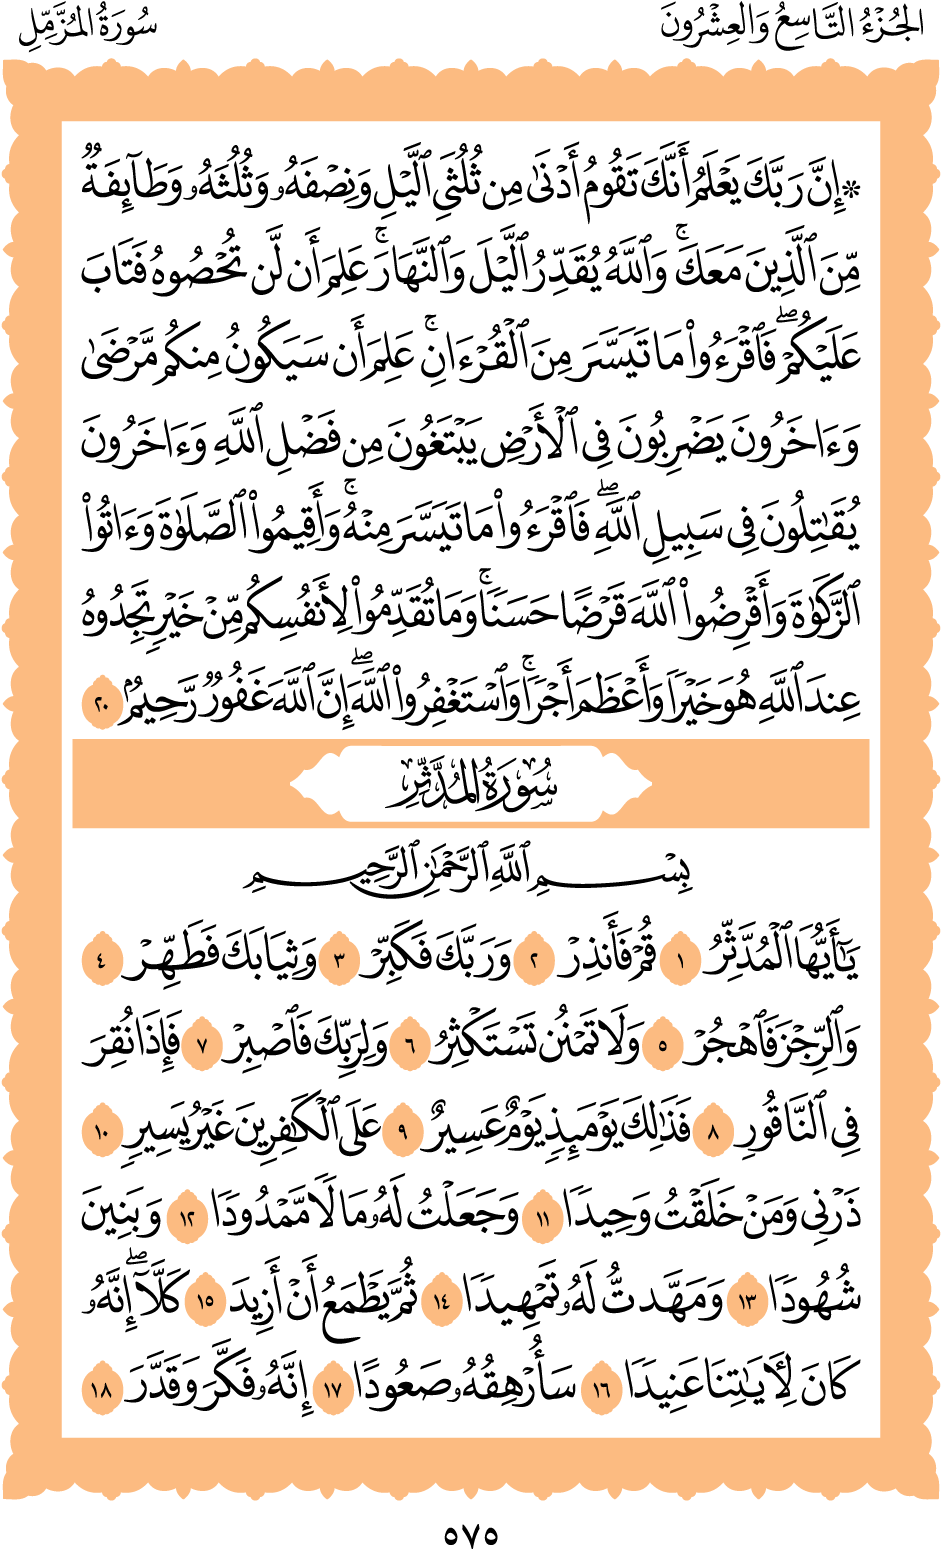 الجُزْءُ التَّاسِعُ وَالعِشْرُونَ
سُورَةُ المُزَّمِّلِ
۞ إِنَّ رَبَّكَ يَعْلَمُ أَنَّكَ تَقُومُ أَدْنَىٰ مِن ثُلُثَيِ ٱلَّيْلِ وَنِصْفَهُۥ وَثُلُثَهُۥ وَطَآئِفَةٌ
مِّنَ ٱلَّذِينَ مَعَكَۚ وَٱللَّهُ يُقَدِّرُ ٱلَّيْلَ وَٱلنَّهَارَۚ عَلِمَ أَن لَّن تُحْصُوهُ فَتَابَ
عَلَيْكُمْۖ فَٱقْرَءُوا۟ مَا تَيَسَّرَ مِنَ ٱلْقُرْءَانِۚ عَلِمَ أَن سَيَكُونُ مِنكُم مَّرْضَىٰ
وَءَاخَرُونَ يَضْرِبُونَ فِى ٱلْأَرْضِ يَبْتَغُونَ مِن فَضْلِ ٱللَّهِ وَءَاخَرُونَ
يُقَٰتِلُونَ فِى سَبِيلِ ٱللَّهِۖ فَٱقْرَءُوا۟ مَا تَيَسَّرَ مِنْهُۚ وَأَقِيمُوا۟ ٱلصَّلَوٰةَ وَءَاتُوا۟
ٱلزَّكَوٰةَ وَأَقْرِضُوا۟ ٱللَّهَ قَرْضًا حَسَنًاۚ وَمَا تُقَدِّمُوا۟ لِأَنفُسِكُم مِّنْ خَيْرٍ تَجِدُوهُ
عِندَ ٱللَّهِ هُوَ خَيْرًا وَأَعْظَمَ أَجْرًاۚ وَٱسْتَغْفِرُوا۟ ٱللَّهَۖ إِنَّ ٱللَّهَ غَفُورٌ رَّحِيمٌۢ ٢٠
سُورَةُ المُدَّثِّرِ
بِسْمِ ٱللَّهِ ٱلرَّحْمَٰنِ ٱلرَّحِيمِ
يَٰٓأَيُّهَا ٱلْمُدَّثِّرُ ١ قُمْ فَأَنذِرْ ٢ وَرَبَّكَ فَكَبِّرْ ٣ وَثِيَابَكَ فَطَهِّرْ ٤
وَٱلرُّجْزَ فَٱهْجُرْ ٥ وَلَا تَمْنُن تَسْتَكْثِرُ ٦ وَلِرَبِّكَ فَٱصْبِرْ ٧ فَإِذَا نُقِرَ
فِى ٱلنَّاقُورِ ٨ فَذَٰلِكَ يَوْمَئِذٍ يَوْمٌ عَسِيرٌ ٩ عَلَى ٱلْكَٰفِرِينَ غَيْرُ يَسِيرٍ ١٠
ذَرْنِى وَمَنْ خَلَقْتُ وَحِيدًا ١١ وَجَعَلْتُ لَهُۥ مَالًا مَّمْدُودًا ١٢ وَبَنِينَ
شُهُودًا ١٣ وَمَهَّدتُّ لَهُۥ تَمْهِيدًا ١٤ ثُمَّ يَطْمَعُ أَنْ أَزِيدَ ١٥ كَلَّآۖ إِنَّهُۥ
كَانَ لِءَايَٰتِنَا عَنِيدًا ١٦ سَأُرْهِقُهُۥ صَعُودًا ١٧ إِنَّهُۥ فَكَّرَ وَقَدَّرَ ١٨
٥٧٥